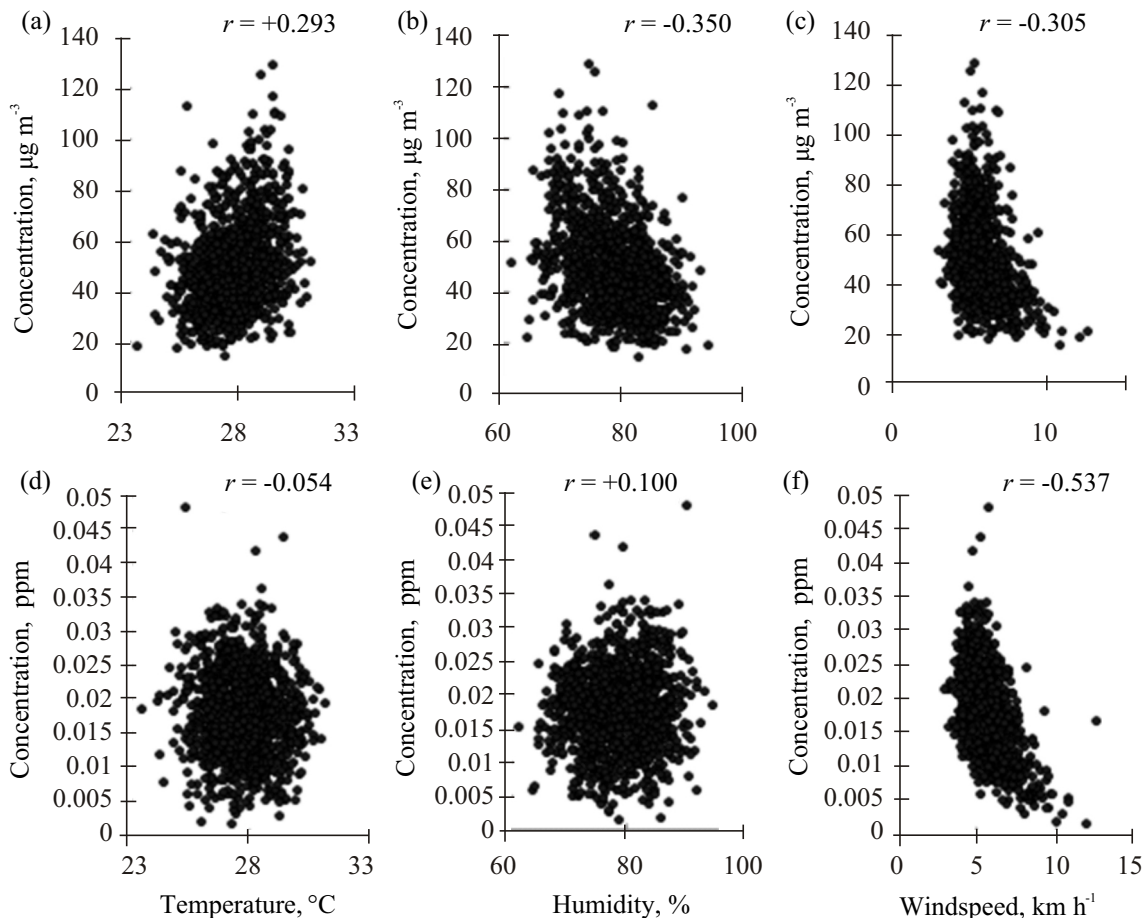 (a) r = +0.293
140
120
100
80
60
40
20
0
23 28 33
Concentration, µg m⁻³
(b) r = -0.350
140
120
100
80
60
40
20
0
60 80 100
Concentration, µg m⁻³
(c) r = -0.305
140
120
100
80
60
40
20
0
0 10
Concentration, µg m⁻³
(d) r = -0.054
0.05
0.045
0.04
0.035
0.03
0.025
0.02
0.015
0.01
0.005
0
23 28 33
Concentration, ppm
Temperature, °C
(e) r = +0.100
0.05
0.045
0.04
0.035
0.03
0.025
0.02
0.015
0.01
0.005
0
60 80 100
Concentration, ppm
Humidity, %
(f) r = -0.537
0.05
0.045
0.04
0.035
0.03
0.025
0.02
0.015
0.01
0.005
0
0 5 10 15
Concentration, ppm
Windspeed, km h⁻¹